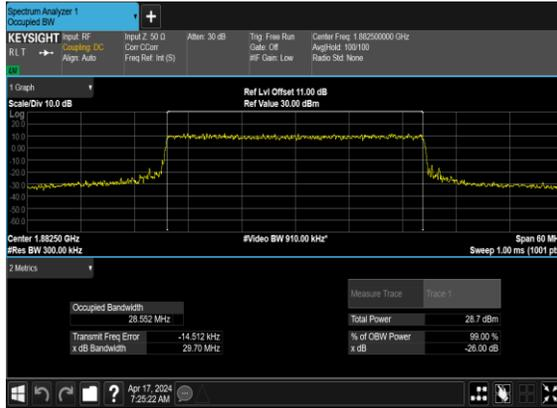 Spectrum Analyzer 1
Occupied BW
+
KEYSIGHT Input: RF Input Z: 50 Ω Atten: 30 dB Trig: Free Run Center Freq: 1.882500000 GHz
RLT Coupling: DC Corr CCorr Gate: Off Avg|Hold: 100/100
Align: Auto Freq Ref: Int (S) #IF Gain: Low Radio Std: None
1 Graph
Ref Lvl Offset 11.00 dB
Scale/Div 10.0 dB Ref Value 30.00 dBm
Log
20.0
10.0
0.00
-10.0
-20.0
-30.0
-40.0
-50.0
-60.0
Center 1.88250 GHz #Video BW 910.00 kHz* Span 60 MH
#Res BW 300.00 kHz Sweep 1.00 ms (1001 pt
2 Metrics
Measure Trace Trace 1
Occupied Bandwidth
28.552 MHz Total Power 28.7 dBm
Transmit Freq Error -14.512 kHz % of OBW Power 99.00 %
x dB Bandwidth 29.70 MHz x dB -26.00 dB
? Apr 17, 2024
7:25:22 AM